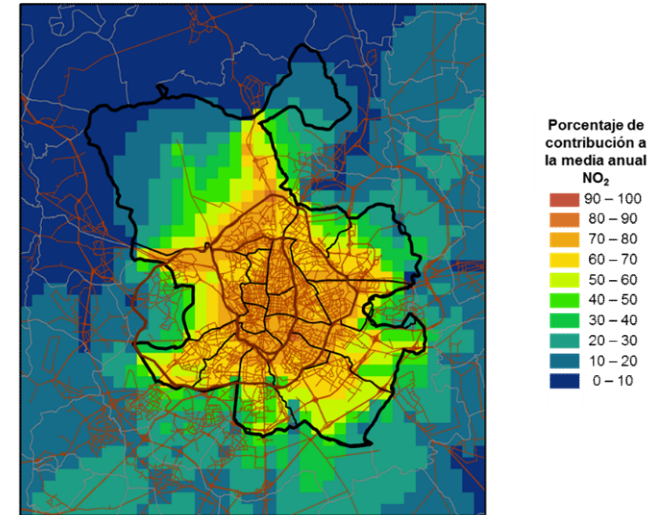 Porcentaje de
contribución a
la media anual
NO₂
90 – 100
80 – 90
70 – 80
60 – 70
50 – 60
40 – 50
30 – 40
20 – 30
10 – 20
0 – 10